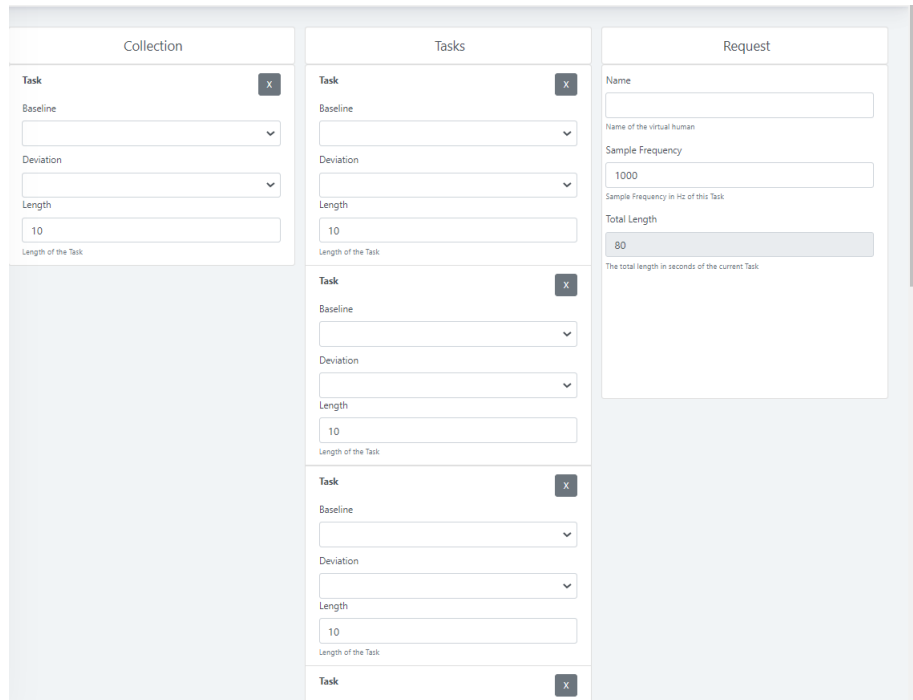 Collection
Task
X
Baseline
Deviation
Length
10
Length of the Task
Tasks
Task
X
Baseline
Deviation
Length
10
Length of the Task
Task
X
Baseline
Deviation
Length
10
Length of the Task
Task
X
Baseline
Deviation
Length
10
Length of the Task
Task
X
Request
Name
Name of the virtual human
Sample Frequency
1000
Sample Frequency in Hz of this Task
Total Length
80
The total length in seconds of the current Task